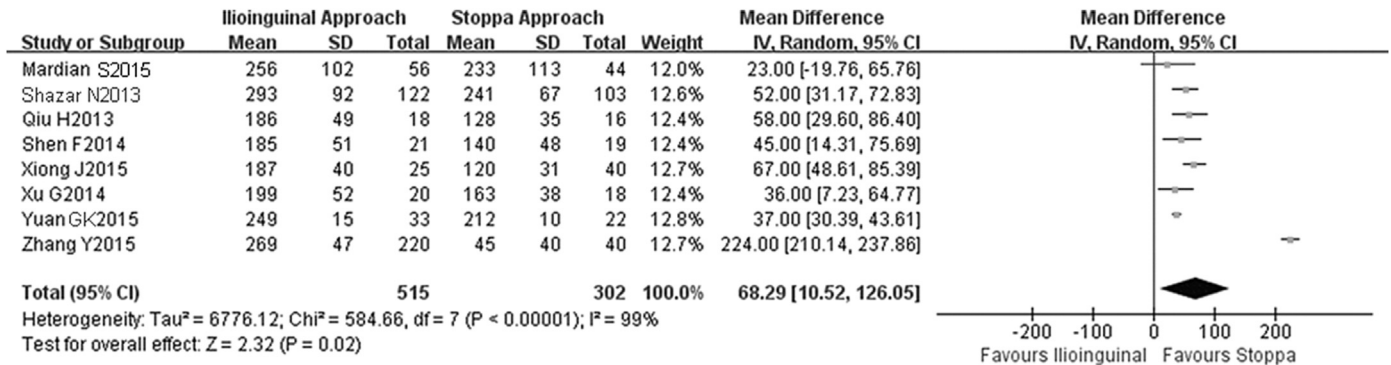 Ilioinguinal Approach Stoppa Approach Mean Difference Mean Difference
Study or Subgroup Mean SD Total Mean SD Total Weight IV, Random, 95% CI IV, Random, 95% CI
Mardian S2015 256 102 56 233 113 44 12.0% 23.00 [-19.76, 65.76]
Shazar N2013 293 92 122 241 67 103 12.6% 52.00 [31.17, 72.83]
Qiu H2013 186 49 18 128 35 16 12.4% 58.00 [29.60, 86.40]
Shen F2014 185 51 21 140 48 19 12.4% 45.00 [14.31, 75.69]
Xiong J2015 187 40 25 120 31 40 12.7% 67.00 [48.61, 85.39]
Xu G2014 199 52 20 163 38 18 12.4% 36.00 [7.23, 64.77]
Yuan GK2015 249 15 33 212 10 22 12.8% 37.00 [30.39, 43.61]
Zhang Y2015 269 47 220 45 40 40 12.7% 224.00 [210.14, 237.86]
Total (95% CI) 515 302 100.0% 68.29 [10.52, 126.05]
Heterogeneity: Tau² = 6776.12; Chi² = 584.66, df = 7 (P < 0.00001); I² = 99%
Test for overall effect: Z = 2.32 (P = 0.02)
-200 -100 0 100 200
Favours Ilioinguinal Favours Stoppa